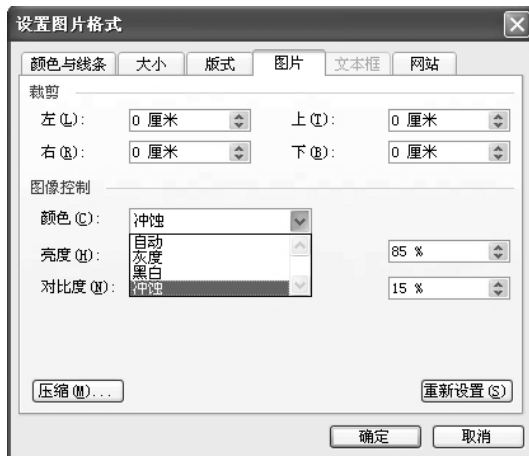 设置图片格式
颜色与线条 大小 版式 图片 文本框 网站
裁剪
左(L): 0 厘米 上(T): 0 厘米
右(R): 0 厘米 下(B): 0 厘米
图像控制
颜色(C): 冲蚀
自动
灰度
亮度(H): 85 %
黑白
冲蚀
对比度(N): 15 %
压缩(M)... 重新设置(S)
确定 取消